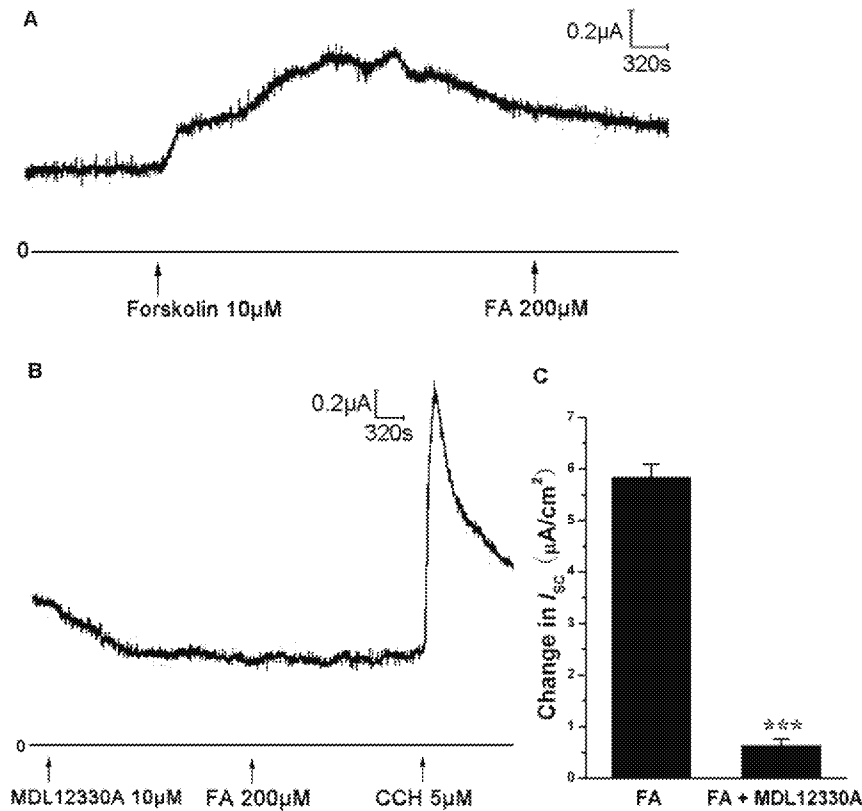 A
0.2µA
320s
0
Forskolin 10µM
FA 200µM
B
0.2µA
320s
0
MDL12330A 10µM
FA 200µM
CCH 5µM
C
Change in Isc (µA/cm²)
7
6
5
4
3
2
1
0
***
FA
FA + MDL12330A